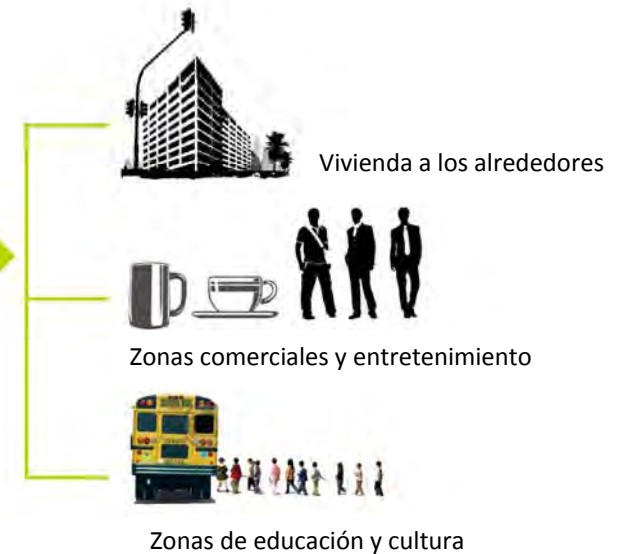 Vivienda a los alrededores
Zonas comerciales y entretenimiento
Zonas de educación y cultura